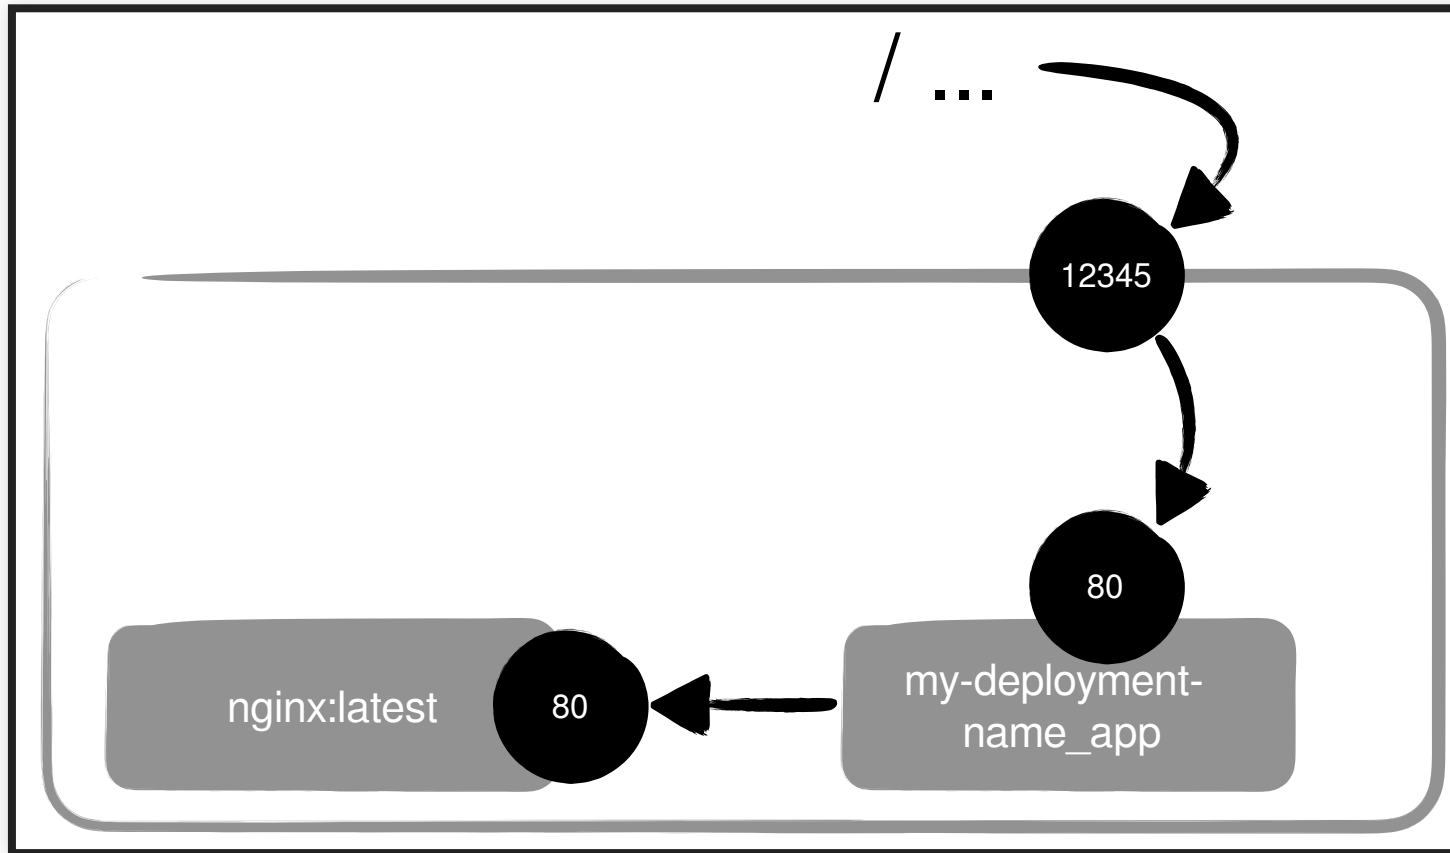 / ...
12345
80
nginx:latest
80
my-deployment-
name_app